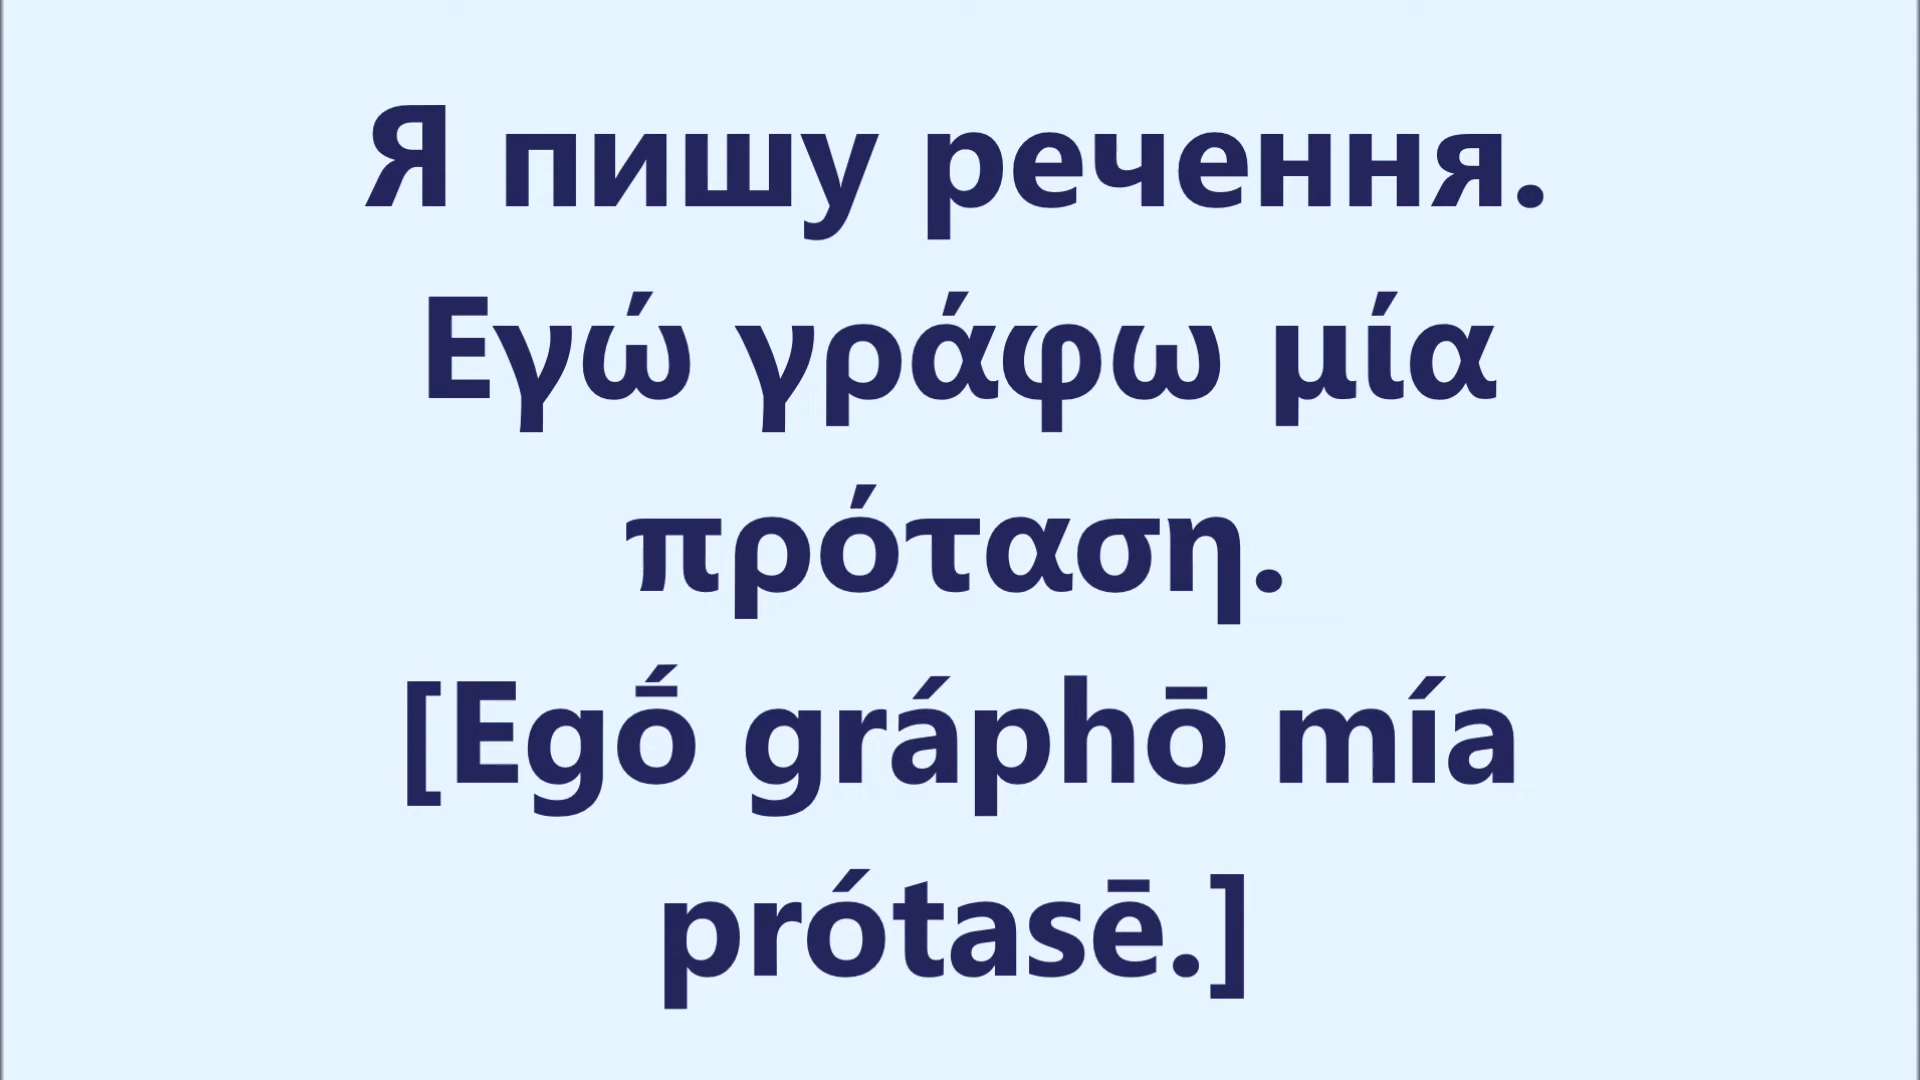 Я пишу речення.
Εγώ γράφω μία
πρόταση.
[Egṓ gráphō mía
prótasē.]